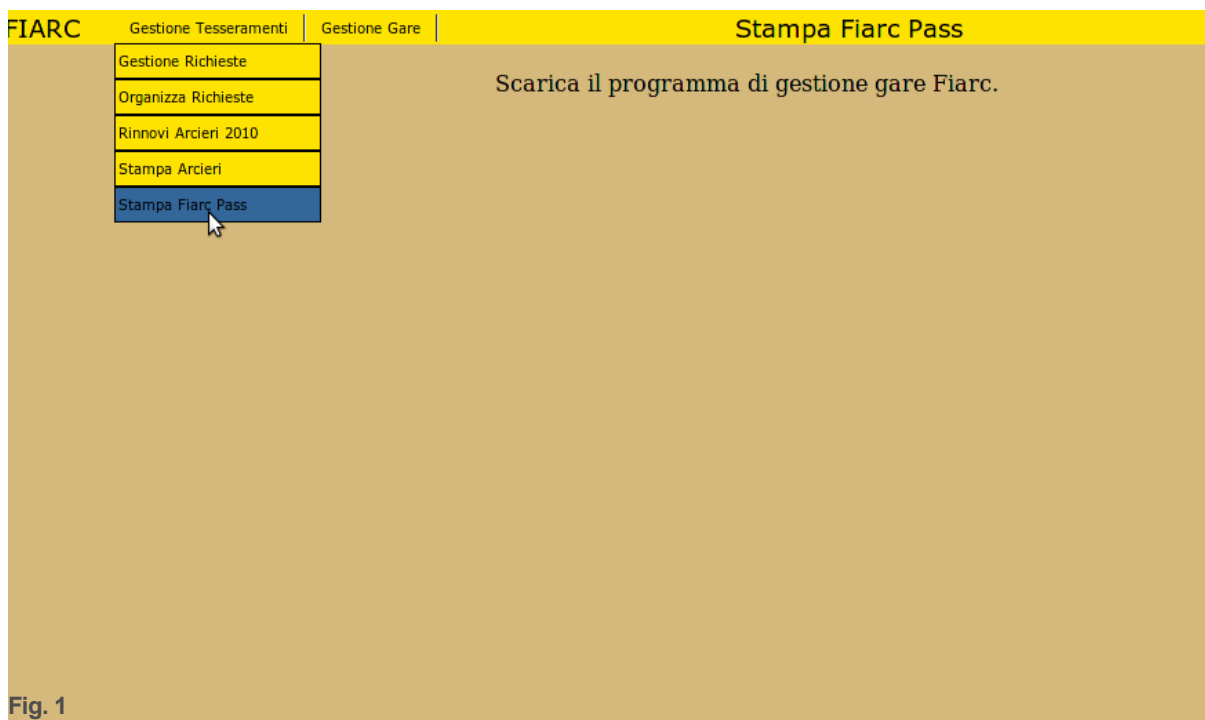 FIARC Gestione Tesseramenti Gestione Gare Stampa Fiarc Pass
Gestione Richieste
Scarica il programma di gestione gare Fiarc.
Organizza Richieste
Rinnovi Arcieri 2010
Stampa Arcieri
Stampa Fiarc Pass
Fig. 1